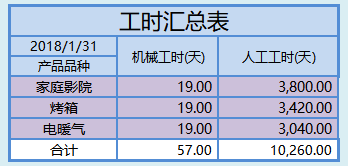 工时汇总表
2018/1/31 机械工时(天) 人工工时(天)
产品品种
家庭影院 19.00 3,800.00
烤箱 19.00 3,420.00
电暖气 19.00 3,040.00
合计 57.00 10,260.00